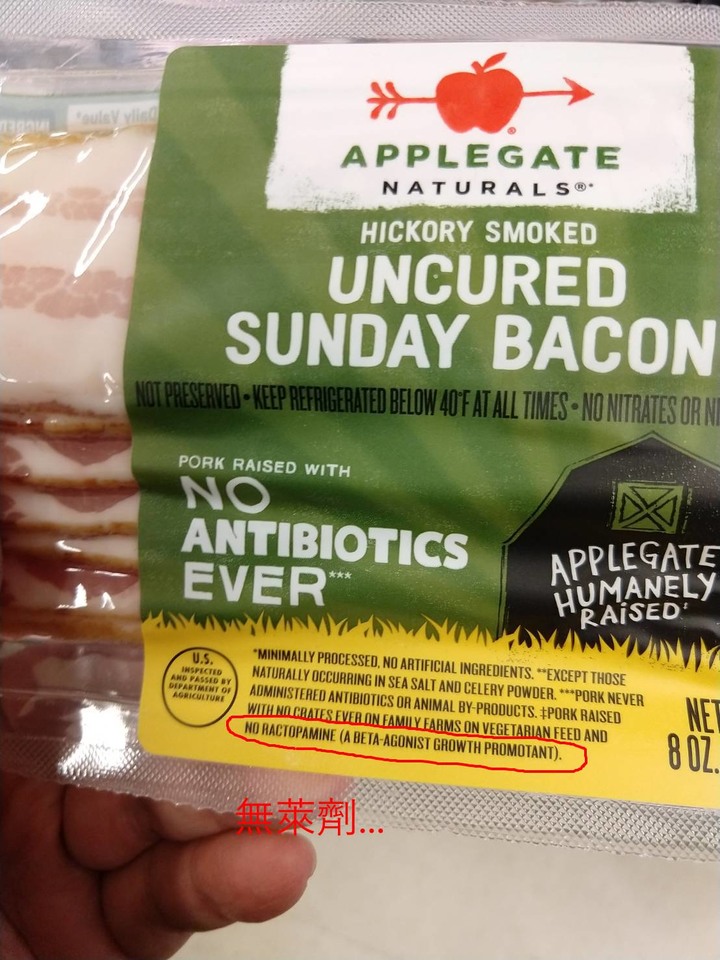 Daily Value*
APPLEGATE
NATURALS®*
HICKORY SMOKED
UNCURED
SUNDAY BACON
NOT PRESERVED • KEEP REFRIGERATED BELOW 40°F AT ALL TIMES • NO NITRATES OR
PORK RAISED WITH
NO
ANTIBIOTICS
EVER***
APPLEGATE
HUMANELY
RAISED‡
U.S.
INSPECTED
AND PASSED BY
DEPARTMENT OF
AGRICULTURE
*MINIMALLY PROCESSED, NO ARTIFICIAL INGREDIENTS. **EXCEPT THOSE
NATURALLY OCCURRING IN SEA SALT AND CELERY POWDER. ***PORK NEVER
ADMINISTERED ANTIBIOTICS OR ANIMAL BY-PRODUCTS. ‡PORK RAISED
WITH NO CRATES EVER ON FAMILY FARMS ON VEGETARIAN FEED AND
NO RACTOPAMINE (A BETA-AGONIST GROWTH PROMOTANT).
NET
8 OZ.
無萊劑...